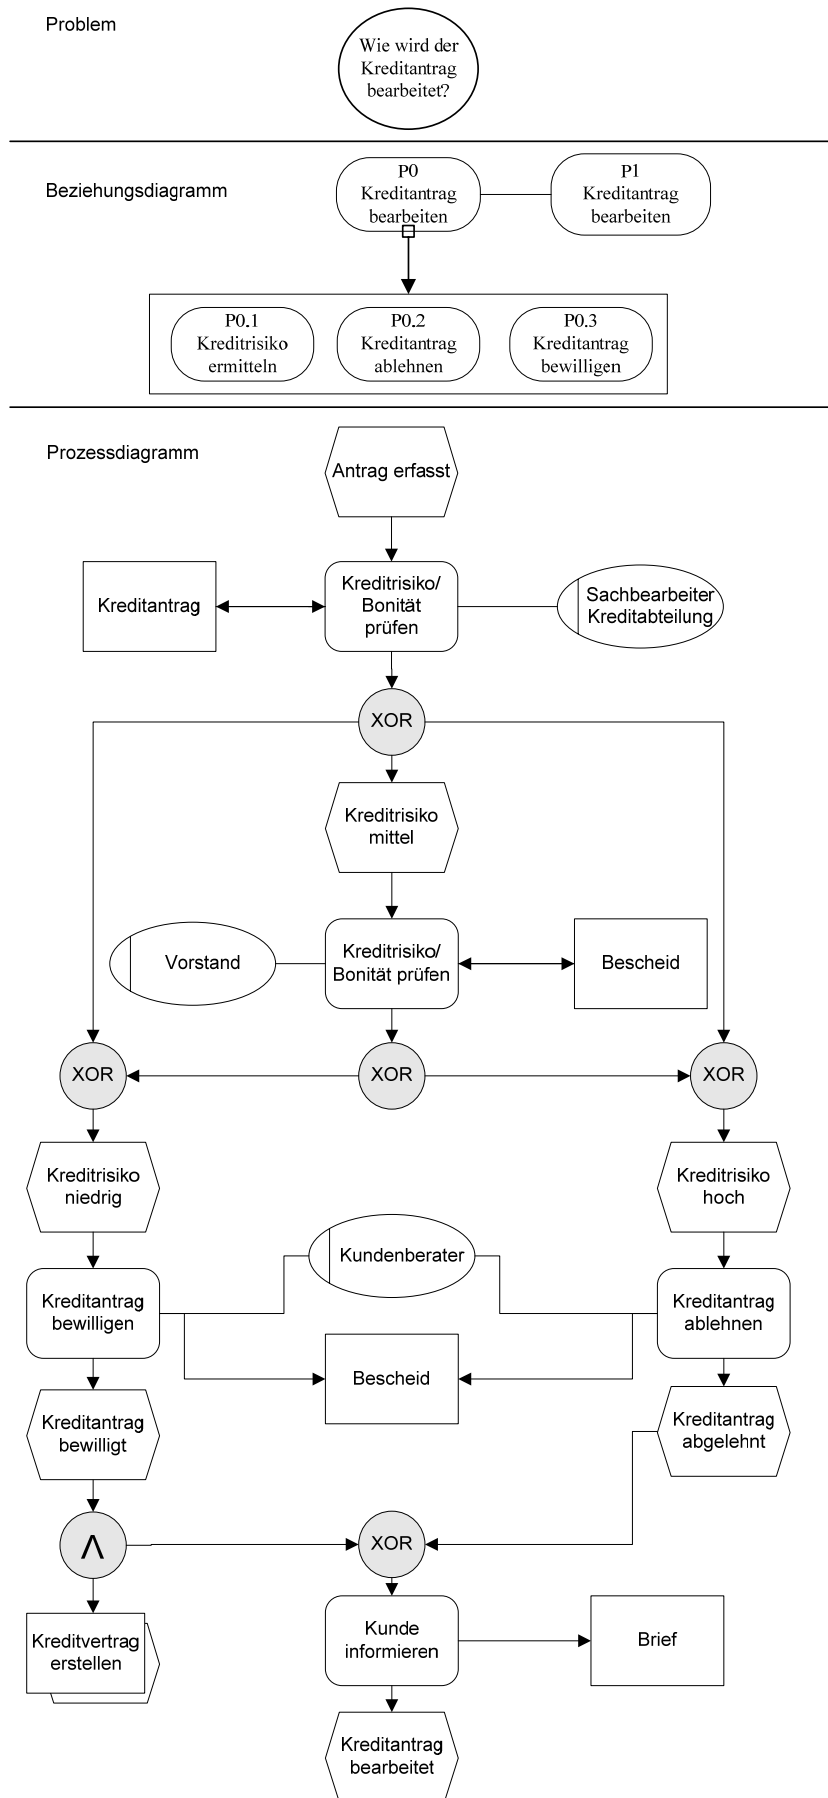 Problem
Wie wird der
Kreditantrag
bearbeitet?
Beziehungsdiagramm
P0
Kreditantrag
bearbeiten
P1
Kreditantrag
bearbeiten
P0.1
Kreditrisiko
ermitteln
P0.2
Kreditantrag
ablehnen
P0.3
Kreditantrag
bewilligen
Prozessdiagramm
Antrag erfasst
Kreditantrag
Kreditrisiko/
Bonität
prüfen
Sachbearbeiter
Kreditabteilung
XOR
Kreditrisiko
mittel
Vorstand
Kreditrisiko/
Bonität prüfen
Bescheid
XOR
XOR
XOR
Kreditrisiko
niedrig
Kreditrisiko
hoch
Kundenberater
Kreditantrag
bewilligen
Kreditantrag
ablehnen
Bescheid
Kreditantrag
bewilligt
Kreditantrag
abgelehnt
Λ
XOR
Kreditvertrag
erstellen
Kunde
informieren
Brief
Kreditantrag
bearbeitet